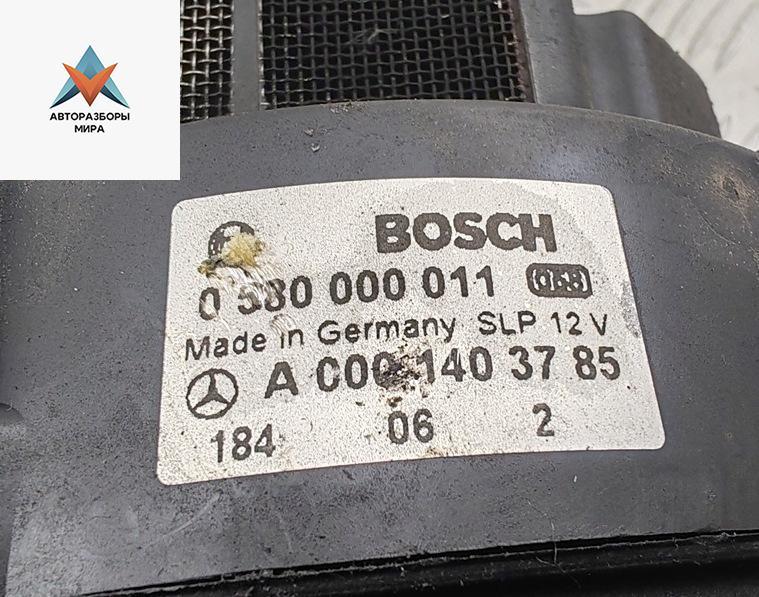 АВТОРАЗБОРЫ
МИРА
BOSCH
0 580 000 011 068
Made in Germany SLP 12 V
A 000 140 37 85
184 06 2